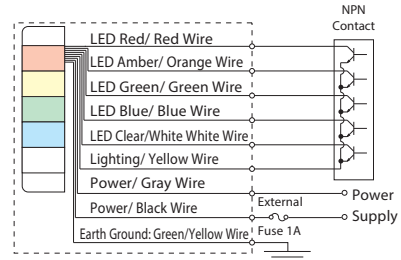 NPN
Contact
LED Red/ Red Wire
LED Amber/ Orange Wire
LED Green/ Green Wire
LED Blue/ Blue Wire
LED Clear/White White Wire
Lighting/ Yellow Wire
Power/ Gray Wire
Power
External
Power/ Black Wire
Supply
Earth Ground: Green/Yellow Wire
Fuse 1A